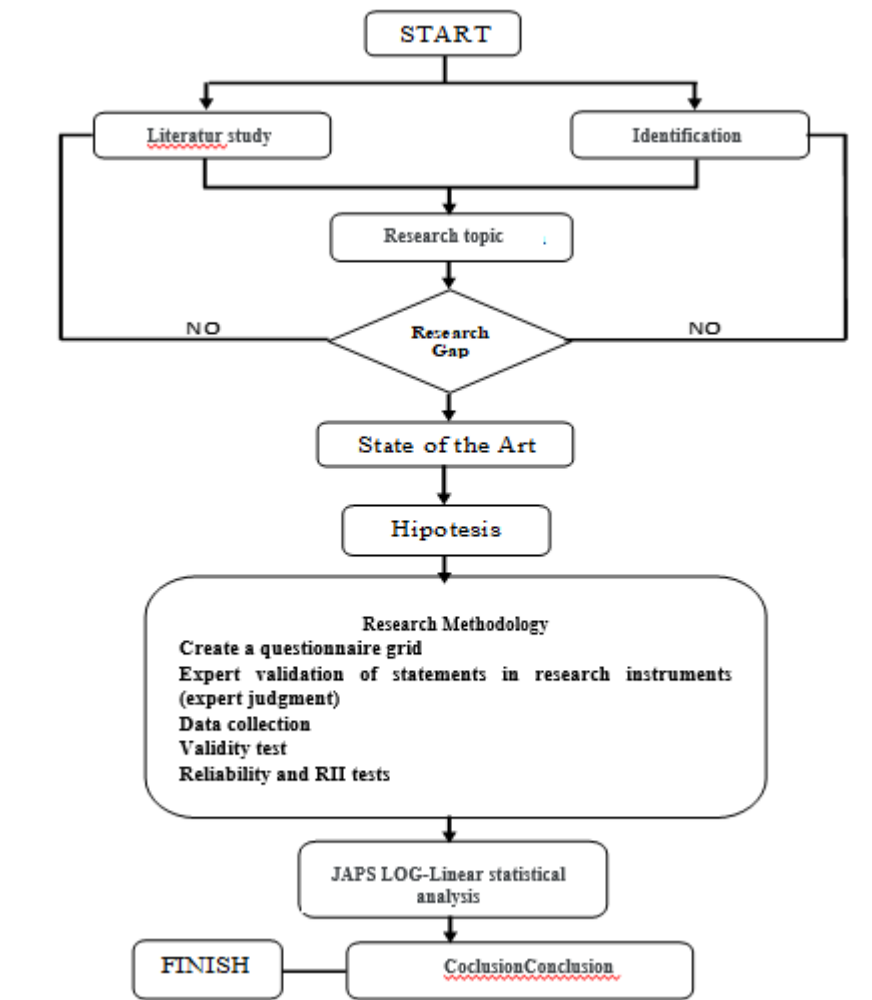 START
Literatur study
Identification
Research topic
NO
Research
Gap
NO
State of the Art
Hipotesis
Research Methodology
Create a questionnaire grid
Expert validation of statements in research instruments
(expert judgment)
Data collection
Validity test
Reliability and RII tests
JAPS LOG-Linear statistical
analysis
FINISH
CoclusionConclusion